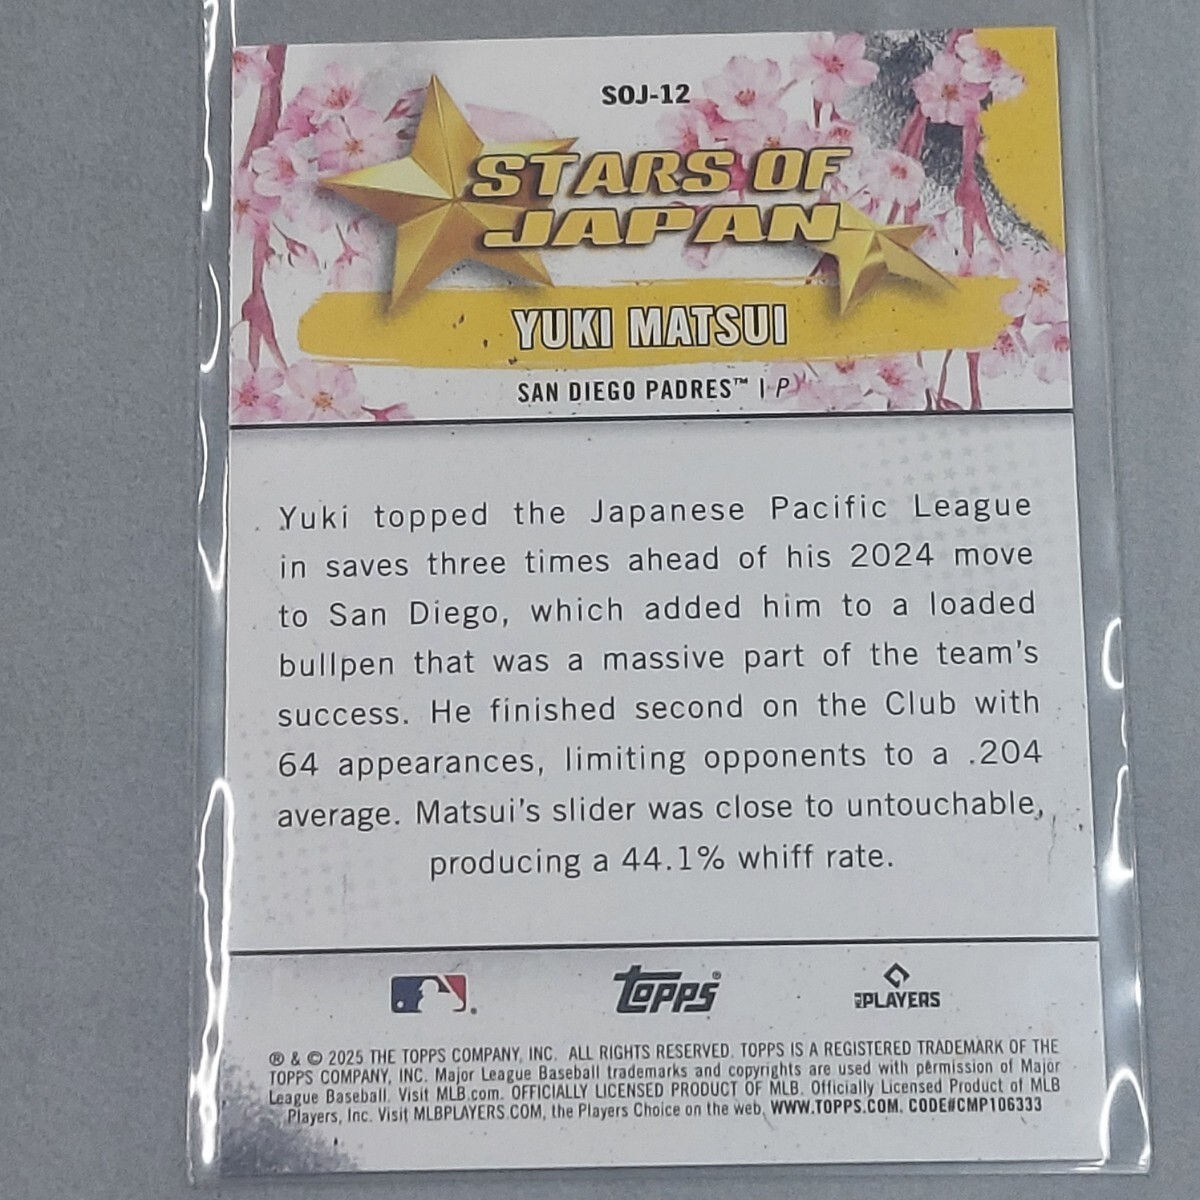 SOJ-12
STARS OF
JAPAN
YUKI MATSUI
SAN DIEGO PADRES™ | P
Yuki topped the Japanese Pacific League
in saves three times ahead of his 2024 move
to San Diego, which added him to a loaded
bullpen that was a massive part of the team's
success. He finished second on the Club with
64 appearances, limiting opponents to a .204
average. Matsui's slider was close to untouchable,
producing a 44.1% whiff rate.
topps® PLAYERS
® & © 2025 THE TOPPS COMPANY, INC. ALL RIGHTS RESERVED. TOPPS IS A REGISTERED TRADEMARK OF THE
TOPPS COMPANY, INC. Major League Baseball trademarks and copyrights are used with permission of Major
League Baseball. Visit MLB.com. OFFICIALLY LICENSED PRODUCT OF MLB. Officially Licensed Product of MLB
Players, Inc. Visit MLBPLAYERS.COM, the Players Choice on the web. WWW.TOPPS.COM. CODE#CMP106333